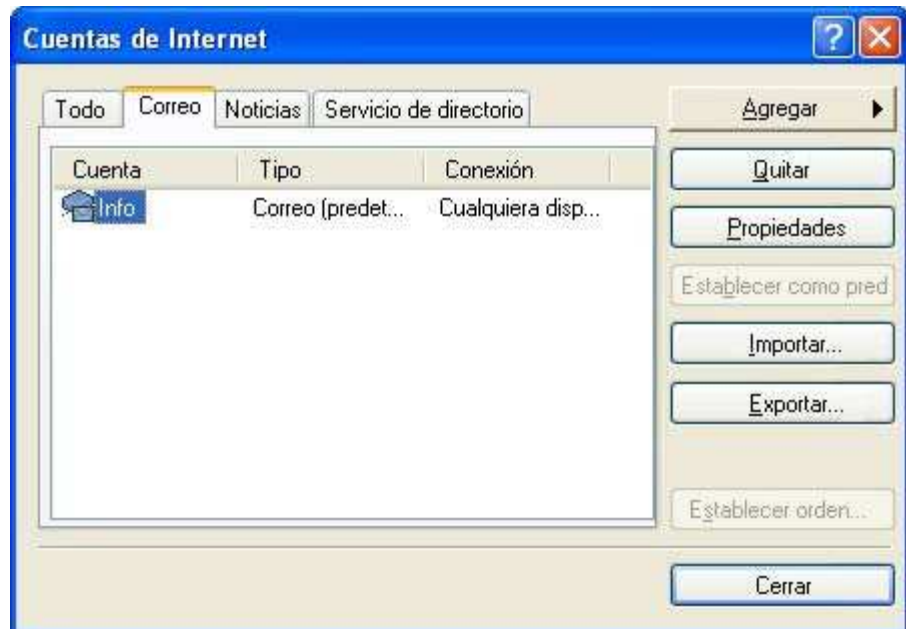 Cuentas de Internet
Todo Correo Noticias Servicio de directorio
Agregar
Cuenta Tipo Conexión
Quitar
Info Correo (predet... Cualquiera disp...
Propiedades
Establecer como pred
Importar...
Exportar...
Establecer orden...
Cerrar